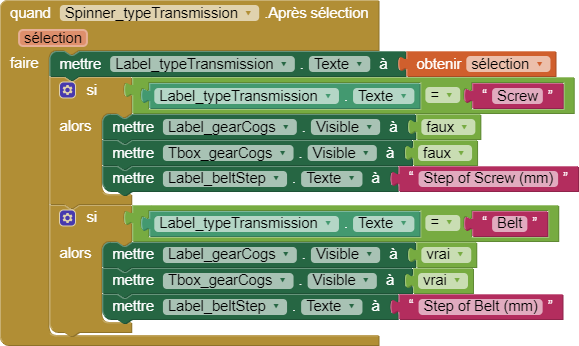 quand Spinner_typeTransmission .Après sélection
sélection
faire mettre Label_typeTransmission . Texte à obtenir sélection
si Label_typeTransmission . Texte = “ Screw ”
alors mettre Label_gearCogs . Visible à faux
mettre Tbox_gearCogs . Visible à faux
mettre Label_beltStep . Texte à “ Step of Screw (mm) ”
si Label_typeTransmission . Texte = “ Belt ”
alors mettre Label_gearCogs . Visible à vrai
mettre Tbox_gearCogs . Visible à vrai
mettre Label_beltStep . Texte à “ Step of Belt (mm) ”